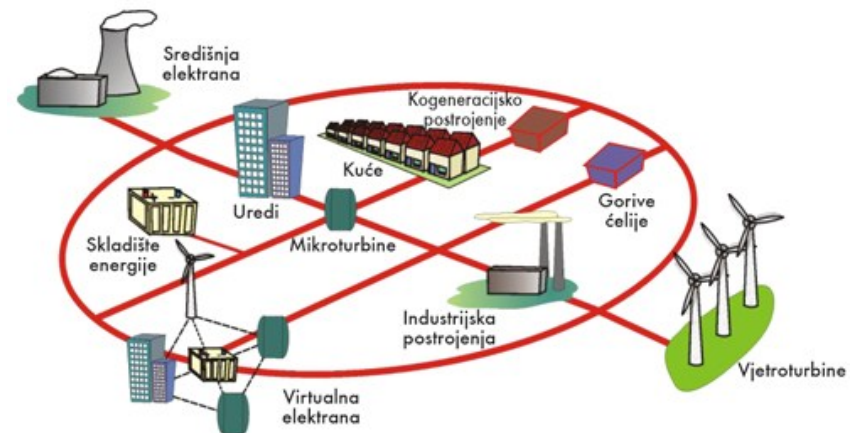 Središnja
elektrana
Kogeneracijsko
postrojenje
Kuće
Uredi
Gorive
ćelije
Mikroturbine
Skladište
energije
Industrijska
postrojenja
Vjetroturbine
Virtualna
elektrana